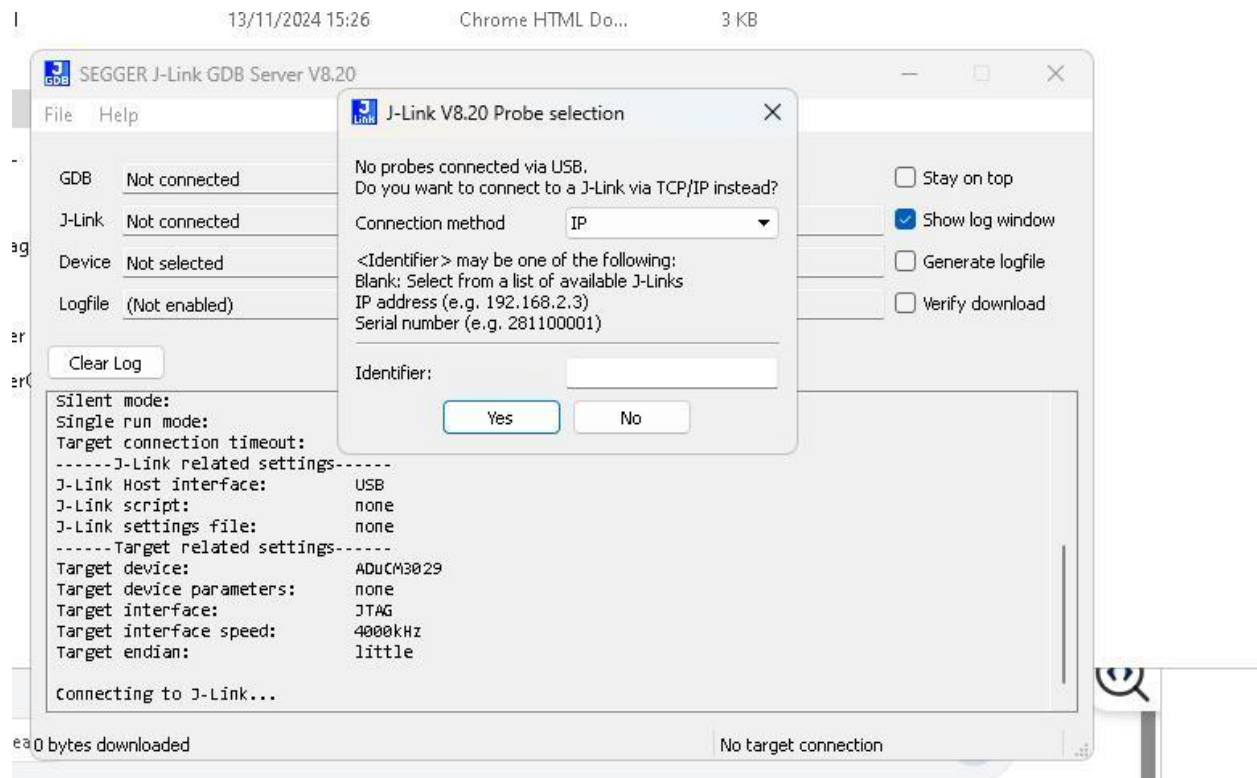 13/11/2024 15:26 Chrome HTML Do... 3 KB
SEGGER J-Link GDB Server V8.20
File Help
J-Link V8.20 Probe selection
No probes connected via USB.
Do you want to connect to a J-Link via TCP/IP instead?
Connection method IP
<Identifier> may be one of the following:
Blank: Select from a list of available J-Links
IP address (e.g. 192.168.2.3)
Serial number (e.g. 281100001)
Identifier:
Yes No
GDB Not connected
J-Link Not connected
Device Not selected
Logfile (Not enabled)
Stay on top
Show log window
Generate logfile
Verify download
Clear Log
Silent mode:
Single run mode:
Target connection timeout:
------J-Link related settings------
J-Link Host interface: USB
J-Link script: none
J-Link settings file: none
------Target related settings------
Target device: ADuCM3029
Target device parameters: none
Target interface: JTAG
Target interface speed: 4000kHz
Target endian: little
Connecting to J-Link...
0 bytes downloaded No target connection